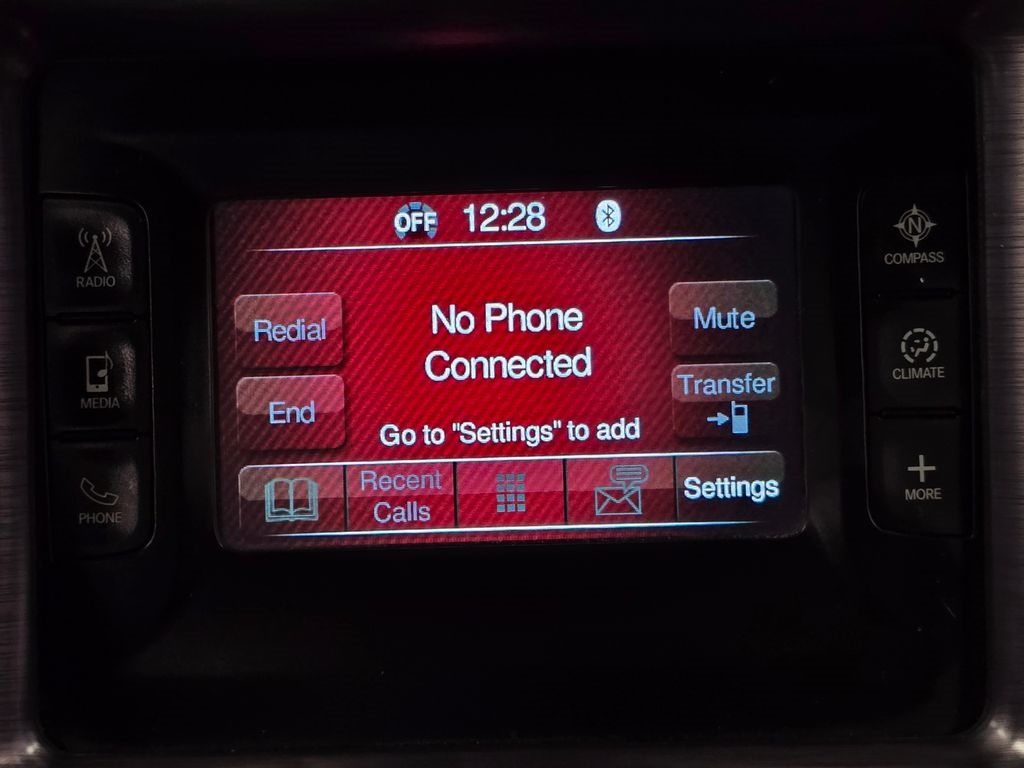 OFF 12:28
RADIO
MEDIA
PHONE
Redial
End
No Phone
Connected
Go to "Settings" to add
Mute
Transfer
Recent
Calls
Settings
N
COMPASS
CLIMATE
MORE